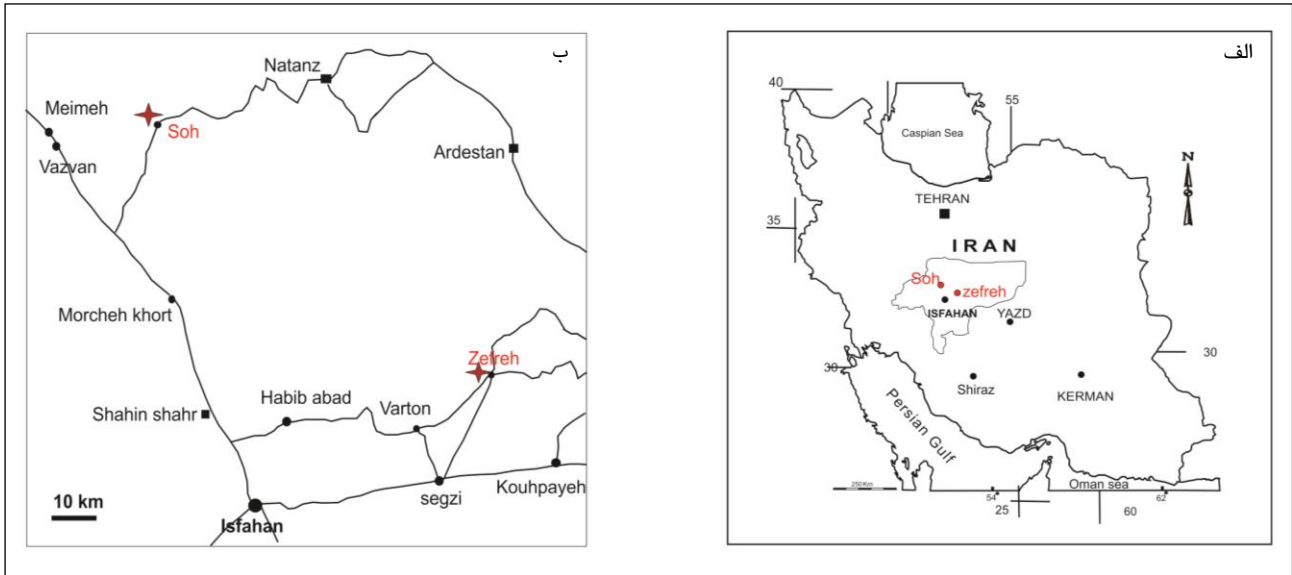 ب
Natanz
Meimeh
Soh
Vazvan
Ardestan
Morcheh khort
Zefreh
Habib abad
Shahin shahr
Varton
Kouhpayeh
segzi
10 km
Isfahan
الف
40
55
Caspian Sea
N
TEHRAN
35
IRAN
Soh
zefreh
ISFAHAN
YAZD
30
30
Shiraz
KERMAN
Persian Gulf
Oman sea
250Km
54
62
25
60